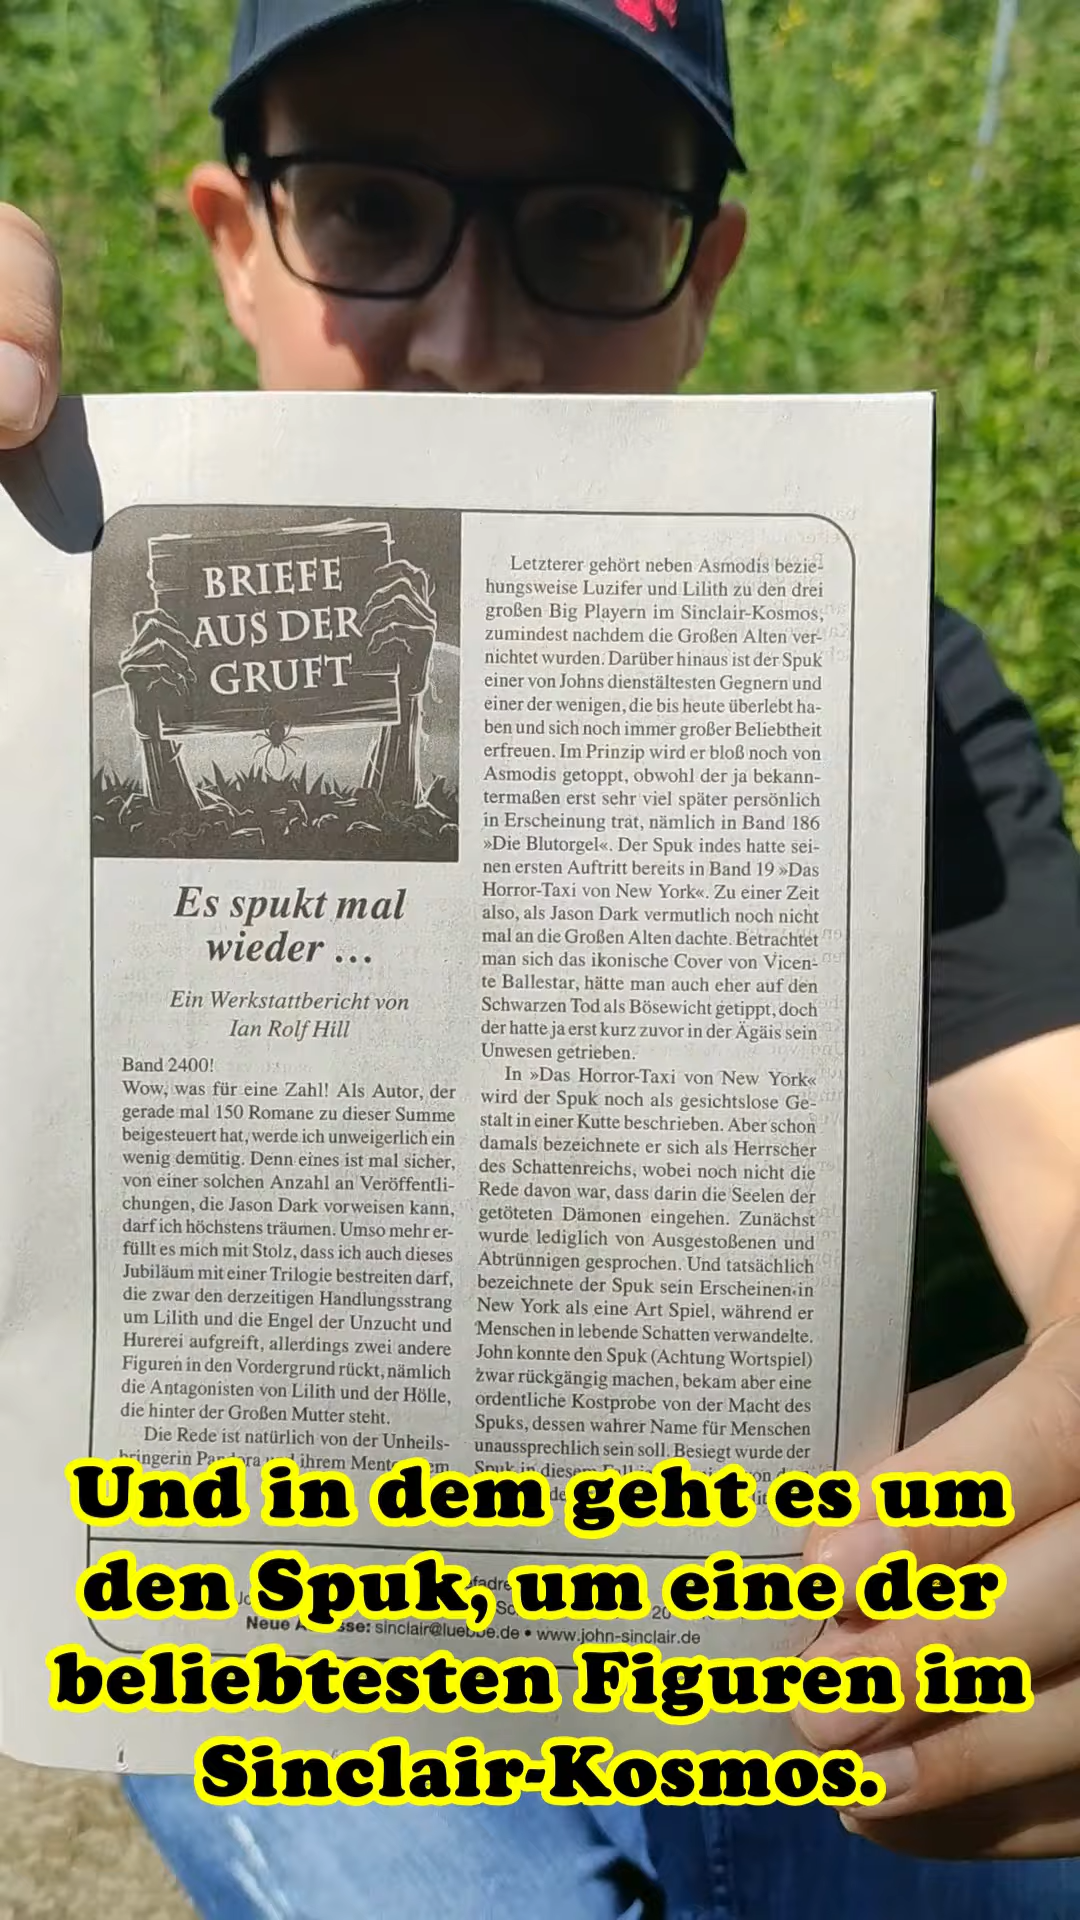 BRIEFE
AUS DER
GRUFT
Es spukt mal
wieder …
Ein Werkstattbericht von
Ian Rolf Hill
Band 2400!
Wow, was für eine Zahl! Als Autor, der
gerade mal 150 Romane zu dieser Summe
beigesteuert hat, werde ich unweigerlich ein
wenig demütig. Denn eines ist mal sicher,
von einer solchen Anzahl an Veröffentli-
chungen, die Jason Dark vorweisen kann,
darf ich höchstens träumen. Umso mehr er-
füllt es mich mit Stolz, dass ich auch dieses
Jubiläum mit einer Trilogie bestreiten darf,
die zwar den derzeitigen Handlungsstrang
um Lilith und die Engel der Unzucht und
Hurerei aufgreift, allerdings zwei andere
Figuren in den Vordergrund rückt, nämlich
die Antagonisten von Lilith und der Hölle,
die hinter der Großen Mutter steht.
Die Rede ist natürlich von der Unheils-
bringerin ihrem
Letzterer gehört neben Asmodis bezie-
hungsweise Luzifer und Lilith zu den drei
großen Big Playern im Sinclair-Kosmos,
zumindest nachdem die Großen Alten ver-
nichtet wurden. Darüber hinaus ist der Spuk
einer von Johns dienstältesten Gegnern und
einer der wenigen, die bis heute überlebt ha-
ben und sich noch immer großer Beliebtheit
erfreuen. Im Prinzip wird er bloß noch von
Asmodis getoppt, obwohl der ja bekann-
termaßen erst sehr viel später persönlich
in Erscheinung trat, nämlich in Band 186
»Die Blutorgel«. Der Spuk indes hatte sei-
nen ersten Auftritt bereits in Band 19 »Das
Horror-Taxi von New York«. Zu einer Zeit
also, als Jason Dark vermutlich noch nicht
mal an die Großen Alten dachte. Betrachtet
man sich das ikonische Cover von Vicen-
te Ballestar, hätte man auch eher auf den
Schwarzen Tod als Bösewicht getippt, doch
der hatte ja erst kurz zuvor in der Ägäis sein
Unwesen getrieben.
In »Das Horror-Taxi von New York«
wird der Spuk noch als gesichtslose Ge-
stalt in einer Kutte beschrieben. Aber schon
damals bezeichnete er sich als Herrscher
des Schattenreichs, wobei noch nicht die
Rede davon war, dass darin die Seelen der
getöteten Dämonen eingehen. Zunächst
wurde lediglich von Ausgestoßenen und
Abtrünnigen gesprochen. Und tatsächlich
bezeichnete der Spuk sein Erscheinen in
New York als eine Art Spiel, während er
Menschen in lebende Schatten verwandelte.
John konnte den Spuk (Achtung Wortspiel)
zwar rückgängig machen, bekam aber eine
ordentliche Kostprobe von der Macht des
Spuks, dessen wahrer Name für Menschen
unaussprechlich sein soll. Besiegt wurde der
Spuk in diesem
Neue sinclair@luebbe.de • www.john-sinclair.de
Und in dem geht es um
den Spuk, um eine der
beliebtesten Figuren im
Sinclair-Kosmos.